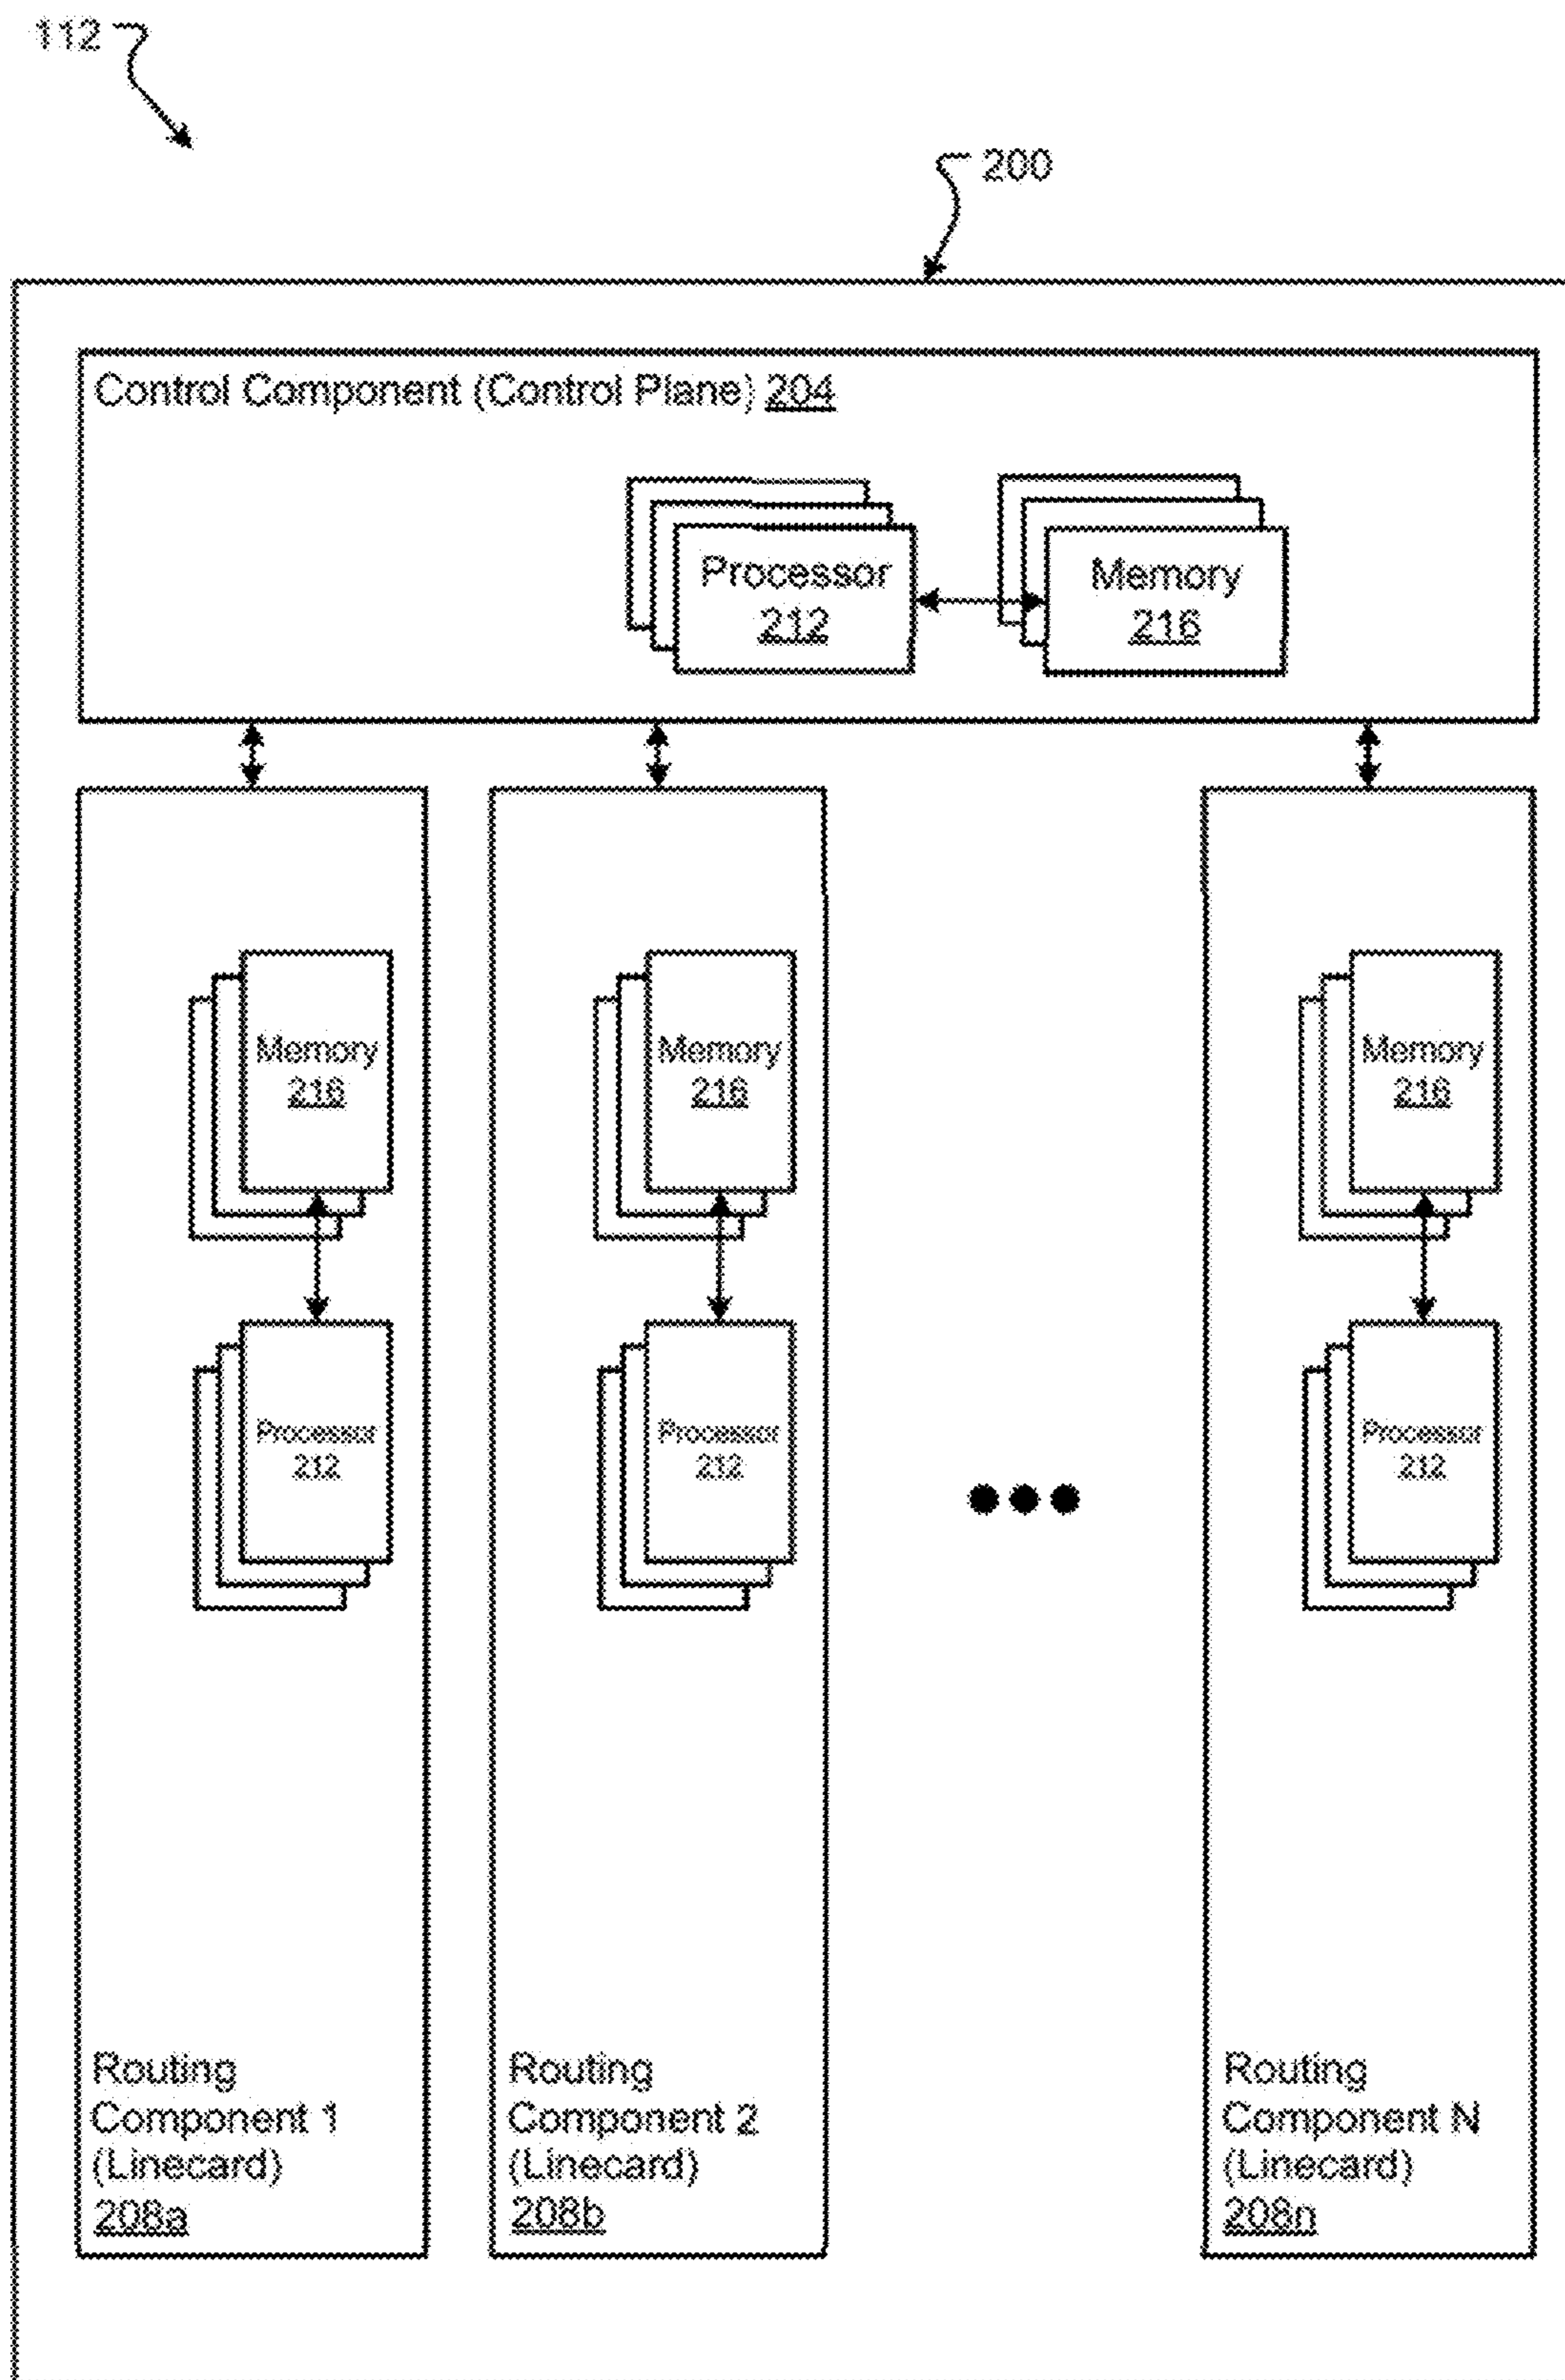 112
200
Control Component (Control Plane) 204
Processor
212
Memory
216
Memory
216
Processor
212
Routing
Component 1
(Linecard)
208a
Memory
216
Processor
212
Routing
Component 2
(Linecard)
208b
Memory
216
Processor
212
Routing
Component N
(Linecard)
208n